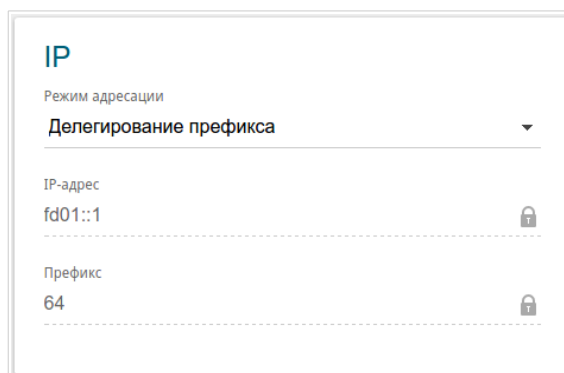 IP
Режим адресации
Делегирование префикса
IP-адрес
fd01::1
Префикс
64